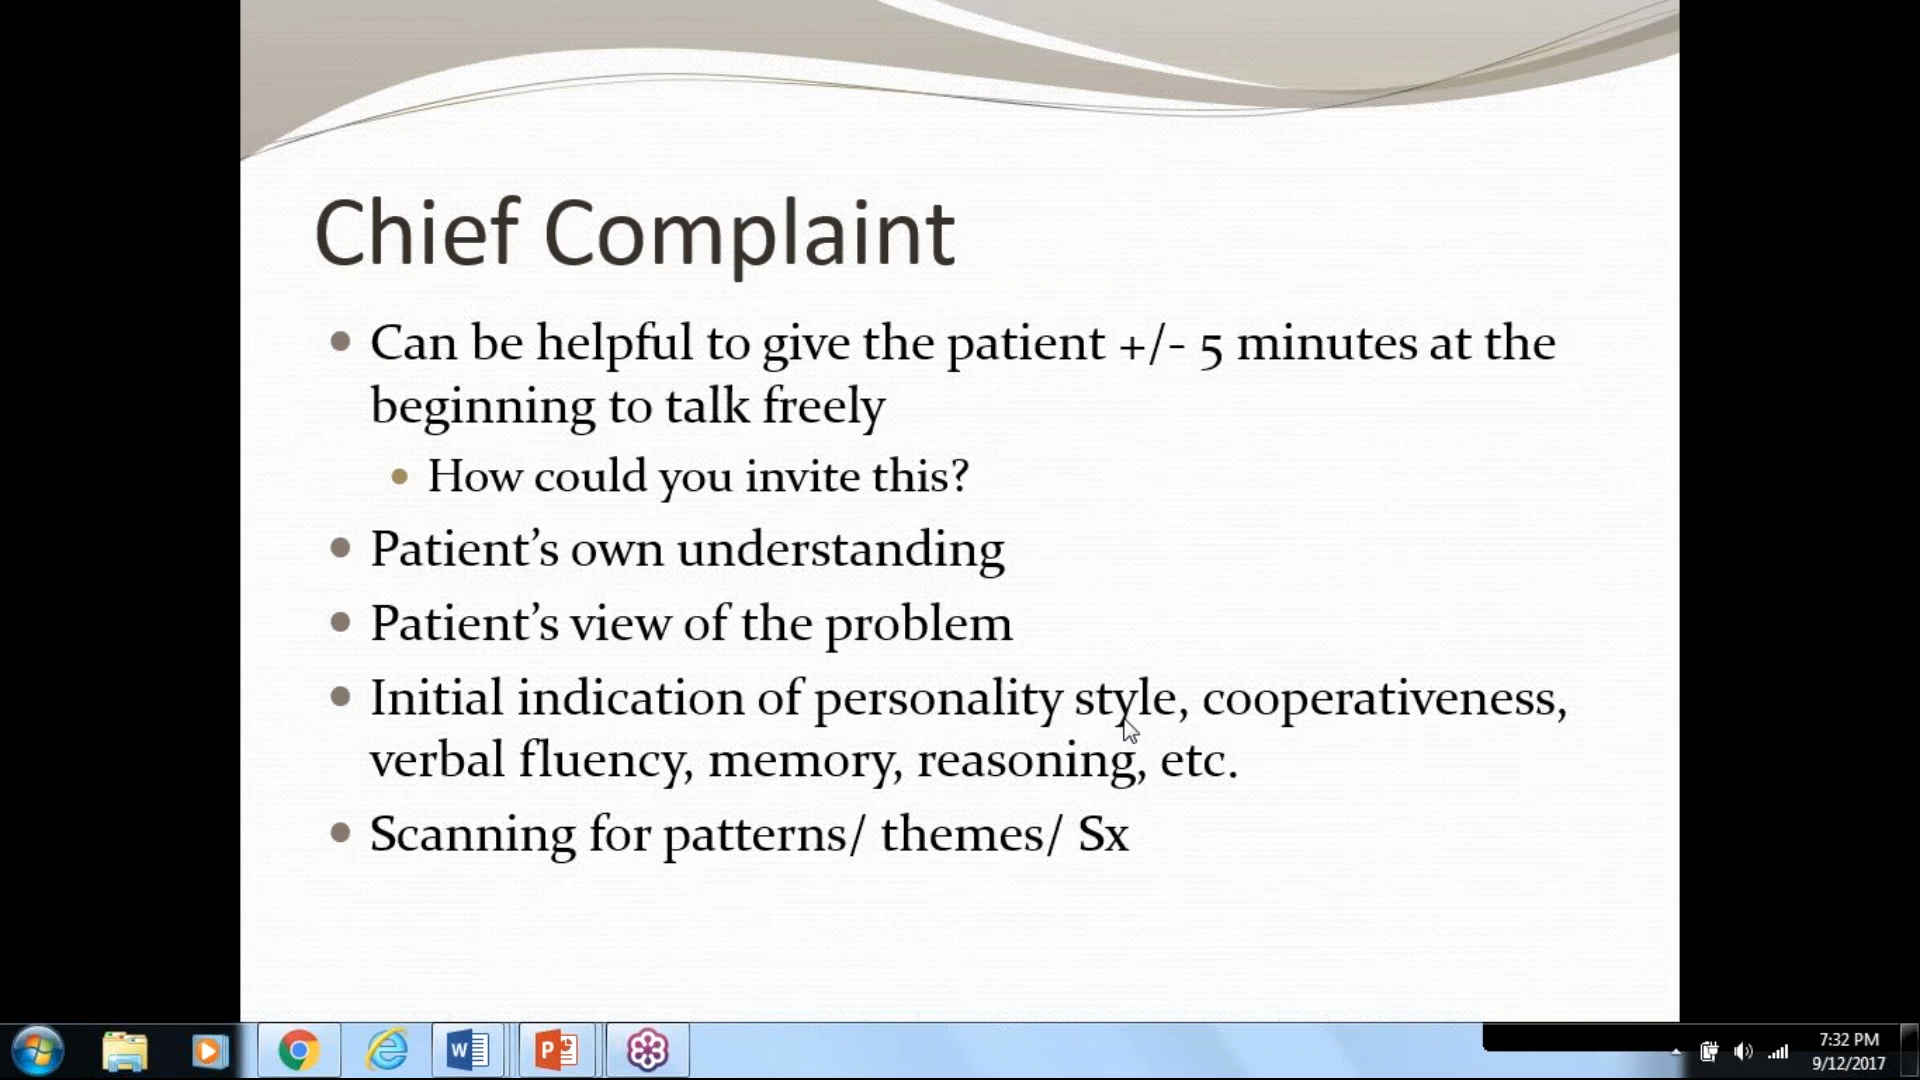 Chief Complaint
Can be helpful to give the patient +/- 5 minutes at the
beginning to talk freely
How could you invite this?
Patient’s own understanding
Patient’s view of the problem
Initial indication of personality style, cooperativeness,
verbal fluency, memory, reasoning, etc.
Scanning for patterns/ themes/ Sx
7:32 PM
9/12/2017